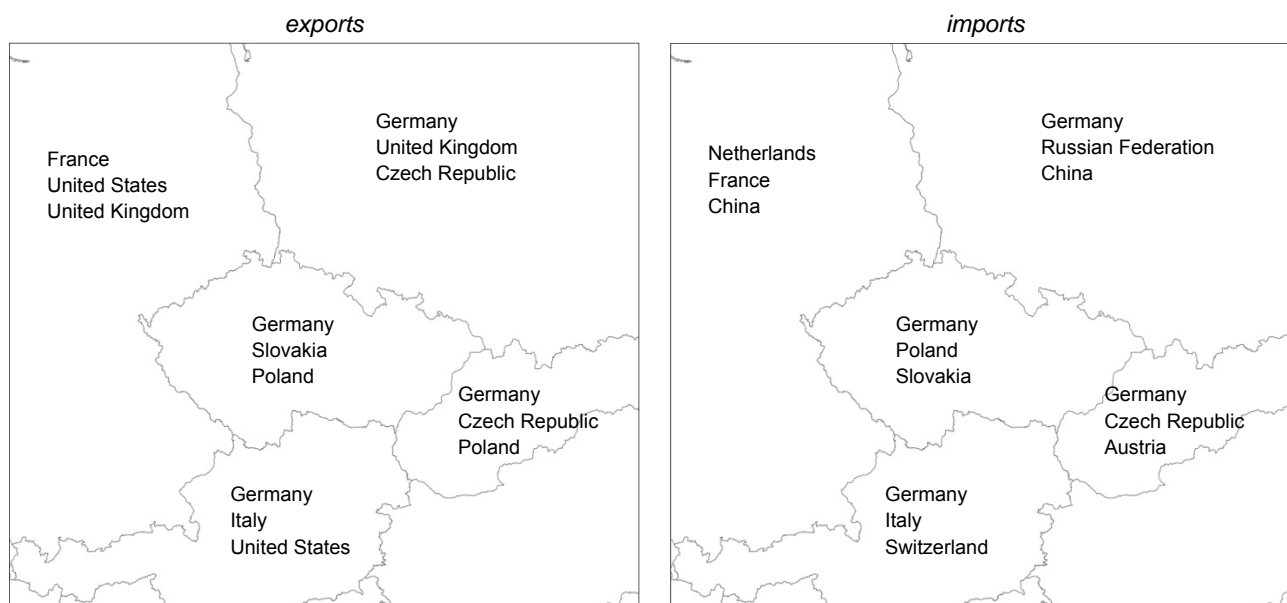 exports
Germany
United Kingdom
Czech Republic
France
United States
United Kingdom
Germany
Slovakia
Poland
Germany
Czech Republic
Poland
Germany
Italy
United States
imports
Germany
Russian Federation
China
Netherlands
France
China
Germany
Poland
Slovakia
Germany
Czech Republic
Austria
Germany
Italy
Switzerland